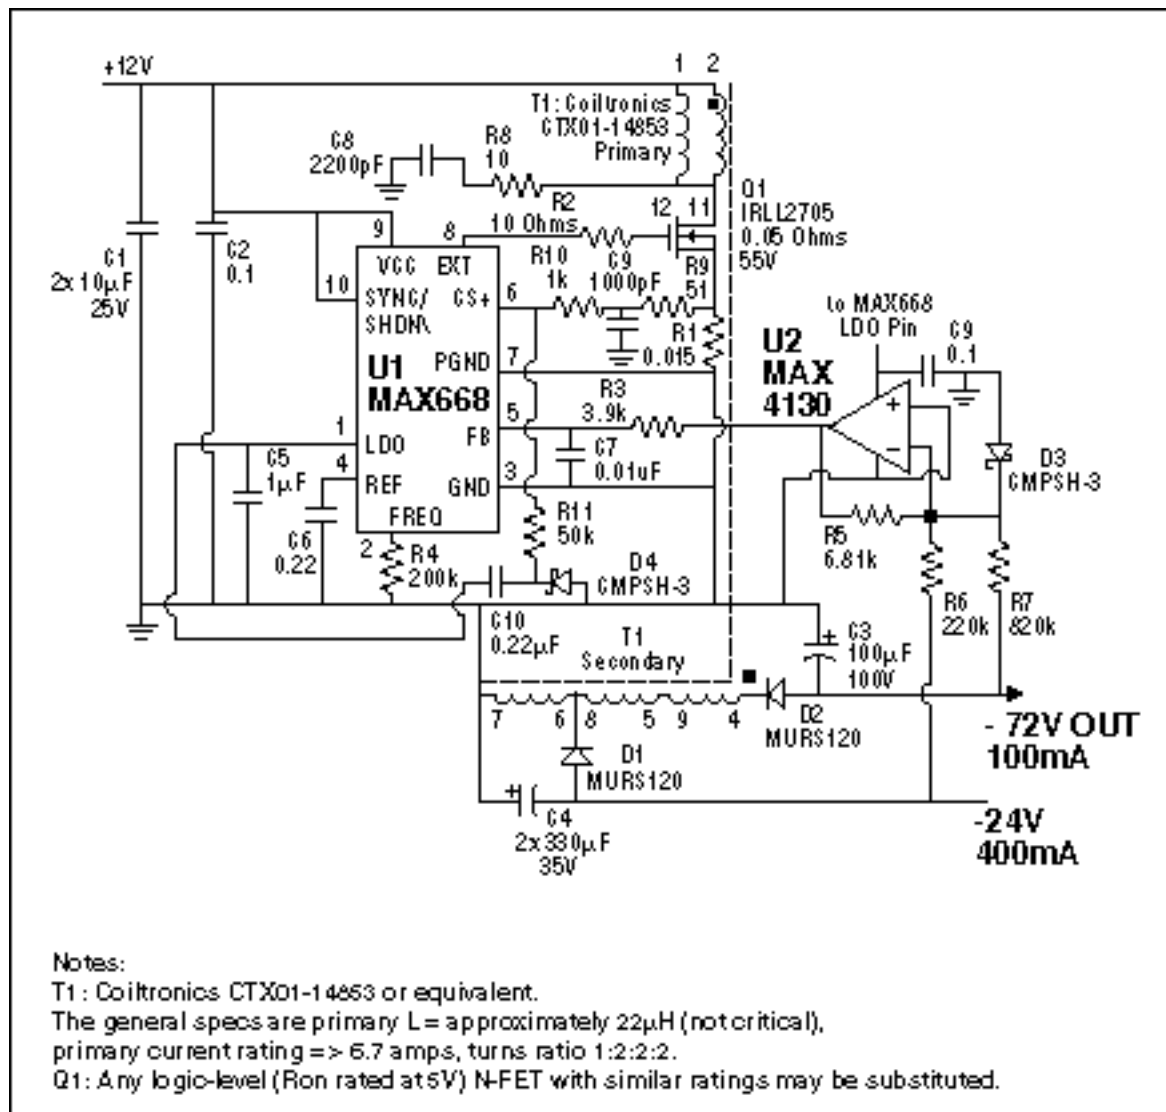 +12V
1 2
T1: Coiltronics
CTX01-14853
Primary
C8
2200pF
R8
10
Q1
IRLL2705
0.05 Ohms
55V
R2
10 Ohms
12 11
C1
2x10µF
25V
C2
0.1
9
8
VCC EXT
10
SYNC/
SHDN\
CS+
6
R10
1k
C9
1000pF
R9
51
R1
0.015
U1
MAX668
PGND
7
to MAX668
LDO Pin
C9
0.1
U2
MAX
4130
+
−
D3
CMPSH-3
R3
3.9k
5
FB
C7
0.01uF
1
LDO
C5
1µF
4
REF
3
GND
FREQ
C6
0.22
2
R4
200k
R11
50k
D4
CMPSH-3
R5
6.81k
R6
220k
R7
820k
C10
0.22µF
T1
Secondary
+
C3
100µF
100V
7 6 8 5 9 4
D2
MURS120
- 72V OUT
100mA
D1
MURS120
+
C4
2x330µF
35V
-24V
400mA
Notes:
T1: Coiltronics CTX01-14853 or equivalent.
The general specs are primary L= approximately 22µH (not critical),
primary current rating => 6.7 amps, turns ratio 1:2:2:2.
Q1: Any logic-level (Ron rated at 5V) N-FET with similar ratings may be substituted.